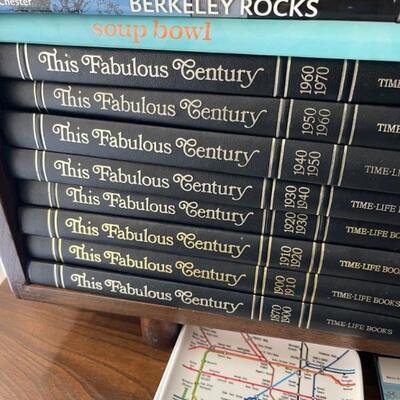 Chester
BERKELEY ROCKS
soup bowl
This Fabulous Century 1960 1970 TIME-
This Fabulous Century 1950 1960 TIME-L
This Fabulous Century 1940 1950 TIME-LIFE
This Fabulous Century 1930 1940 TIME-LIFE B
This Fabulous Century 1920 1930 TIME-LIFE BO
This Fabulous Century 1910 1920 TIME-LIFE BOOKS
This Fabulous Century 1900 1910 TIME-LIFE BOOKS
This Fabulous Century 1870 1900 TIME-LIFE BOOKS